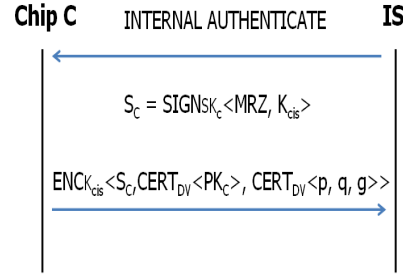 Chip C INTERNAL AUTHENTICATE IS
S_C = SIGN_SK_c<MRZ, K_cis>
ENC_K_cis<S_C,CERT_DV<PK_C>, CERT_DV<p, q, g>>